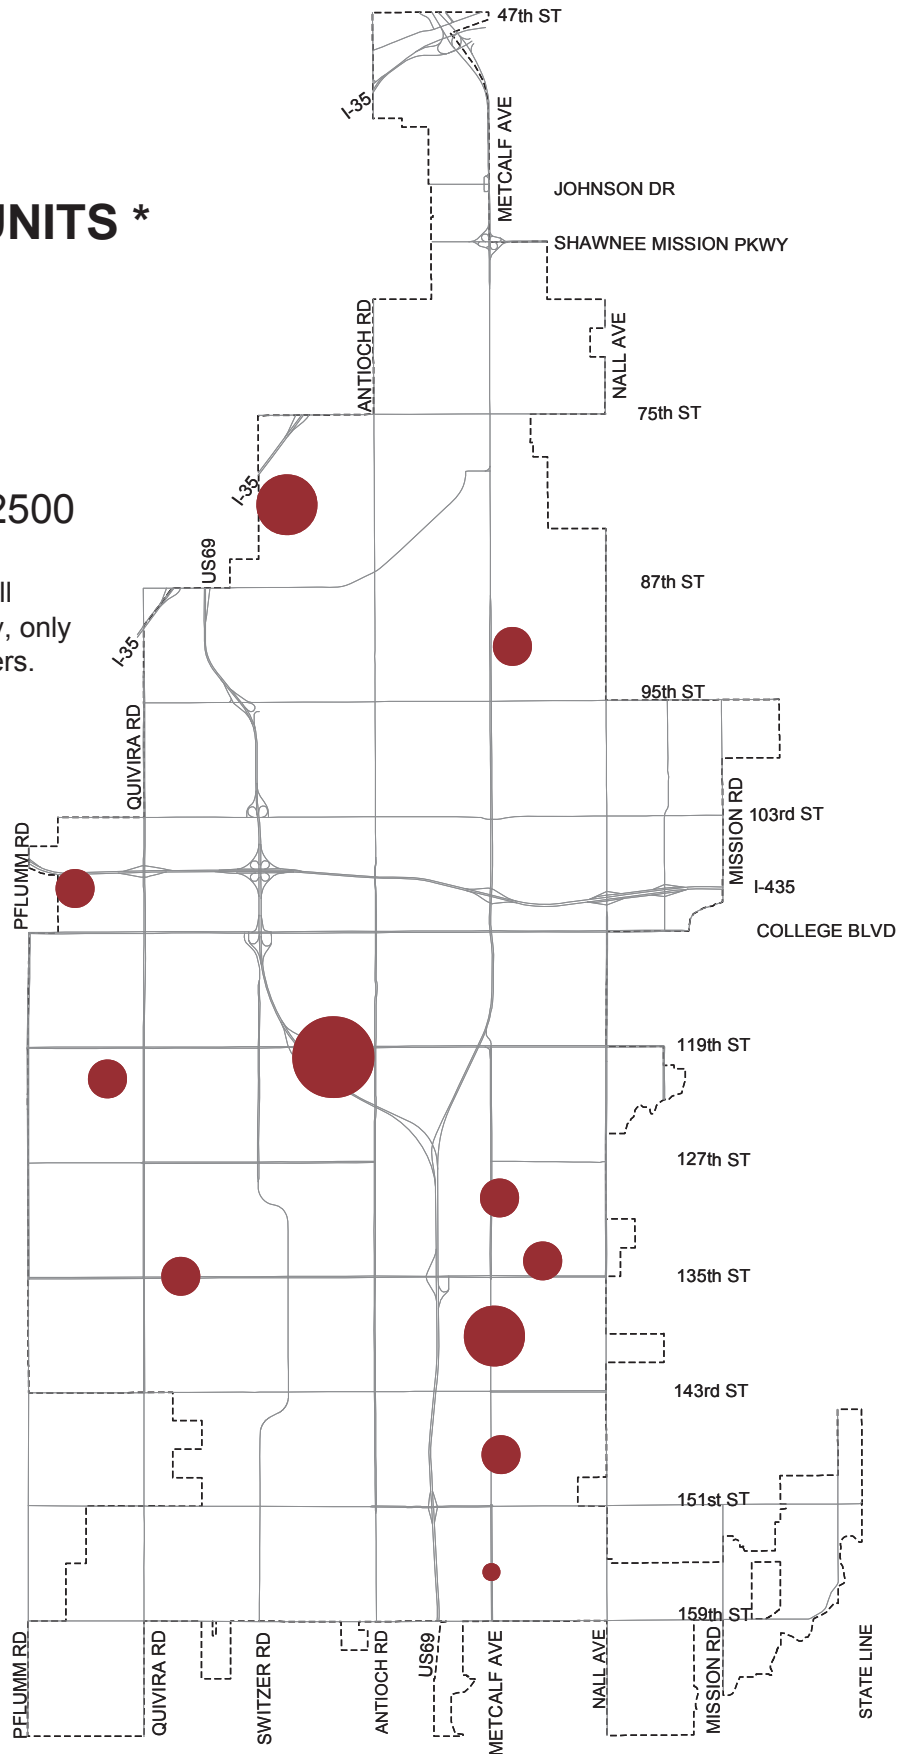 47th ST
I-35
METCALF AVE
JOHNSON DR
UNITS *
SHAWNEE MISSION PKWY
ANTIOCH RD
NALL AVE
75th ST
I-35
2500
US69
87th ST
ll
, only
I-35
ers.
95th ST
QUIVIRA RD
MISSION RD
103rd ST
PFLUMM RD
I-435
COLLEGE BLVD
119th ST
127th ST
135th ST
143rd ST
151st ST
159th ST
PFLUMM RD
QUIVIRA RD
SWITZER RD
ANTIOCH RD
US69
METCALF AVE
NALL AVE
MISSION RD
STATE LINE